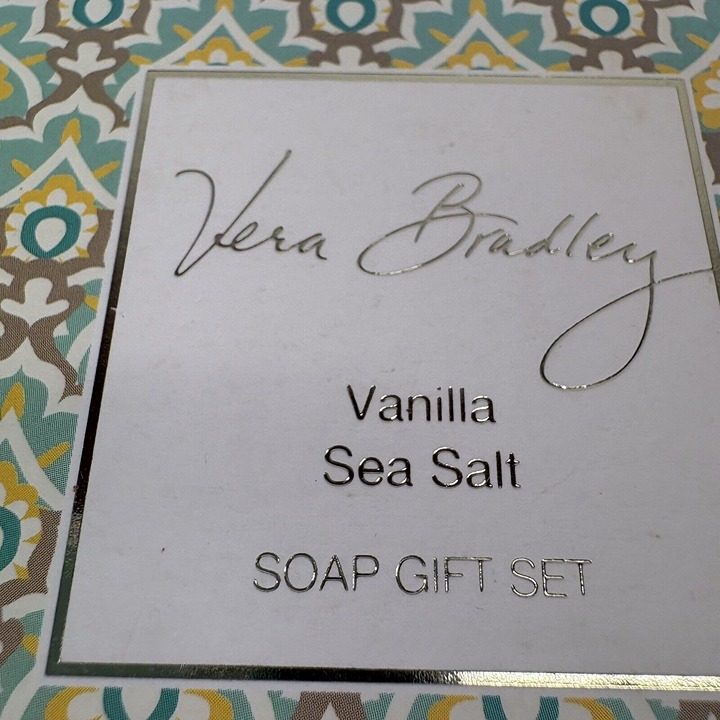 Vera Bradley
Vanilla
Sea Salt
SOAP GIFT SET